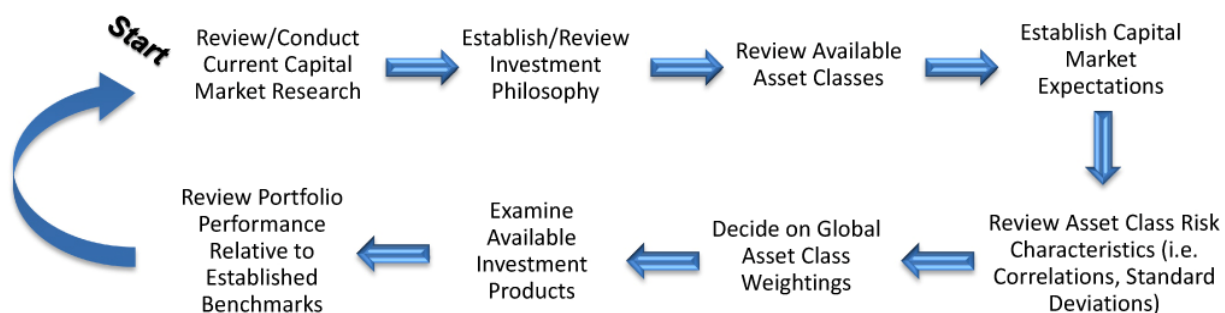 Start
Review/Conduct
Current Capital
Market Research
Establish/Review
Investment
Philosophy
Review Available
Asset Classes
Establish Capital
Market
Expectations
Review Asset Class Risk
Characteristics (i.e.
Correlations, Standard
Deviations)
Decide on Global
Asset Class
Weightings
Examine
Available
Investment
Products
Review Portfolio
Performance
Relative to
Established
Benchmarks